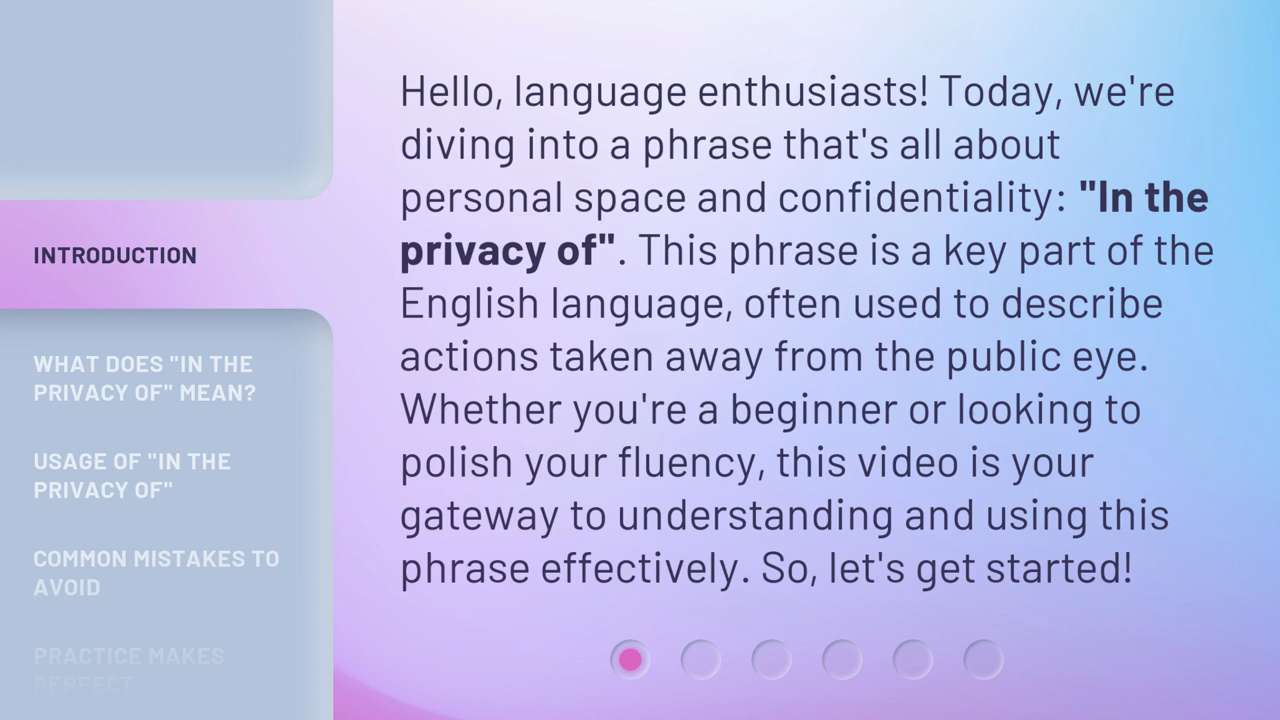 INTRODUCTION
WHAT DOES "IN THE
PRIVACY OF" MEAN?
USAGE OF "IN THE
PRIVACY OF"
COMMON MISTAKES TO
AVOID
PRACTICE MAKES
PERFECT
Hello, language enthusiasts! Today, we're
diving into a phrase that's all about
personal space and confidentiality: "In the
privacy of". This phrase is a key part of the
English language, often used to describe
actions taken away from the public eye.
Whether you're a beginner or looking to
polish your fluency, this video is your
gateway to understanding and using this
phrase effectively. So, let's get started!